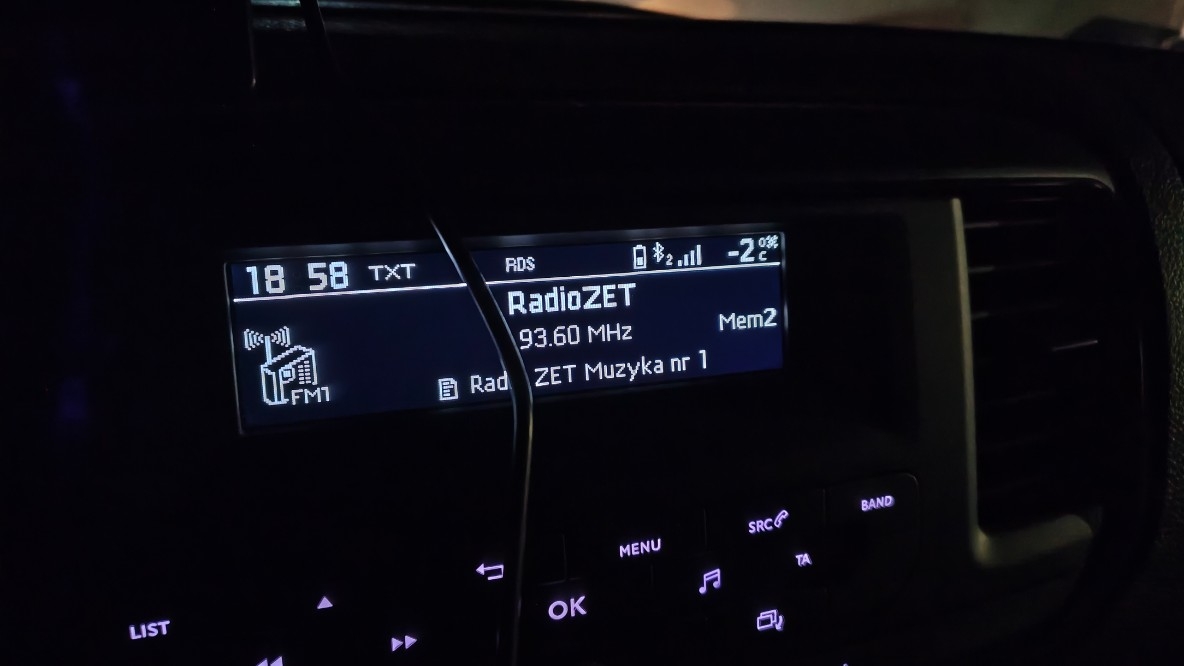 18 58 TXT RDS 2 -2°C
RadioZET
93.60 MHz Mem2
FM1
Rad ZET Muzyka nr 1
BAND
SRC
MENU
TA
OK
LIST